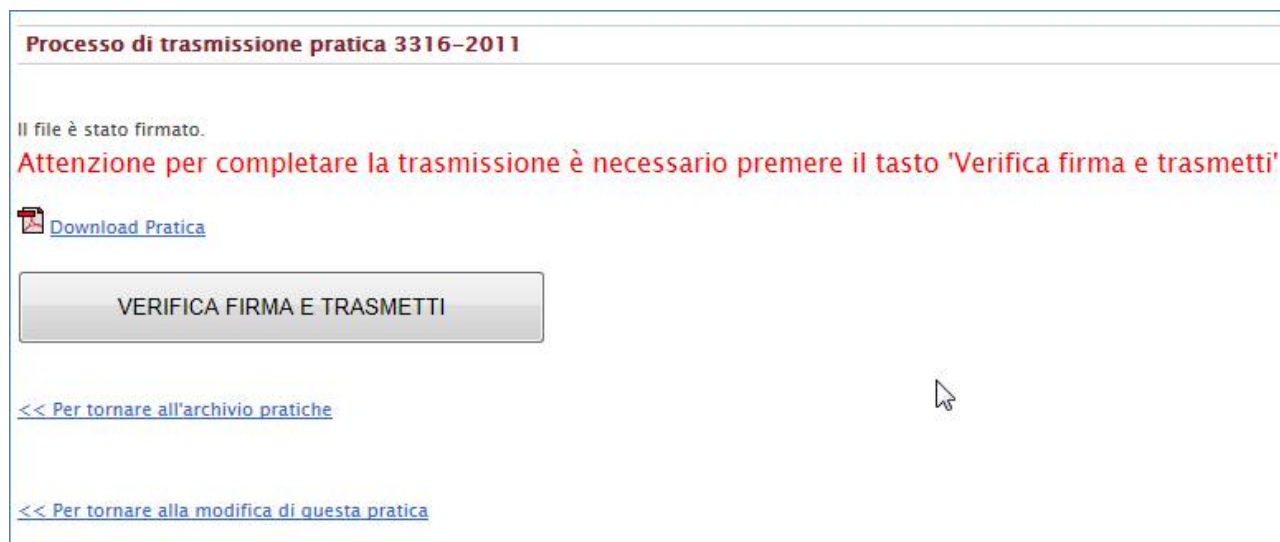 Processo di trasmissione pratica 3316-2011
Il file è stato firmato.
Attenzione per completare la trasmissione è necessario premere il tasto 'Verifica firma e trasmetti'
Download Pratica
VERIFICA FIRMA E TRASMETTI
<< Per tornare all'archivio pratiche
<< Per tornare alla modifica di questa pratica